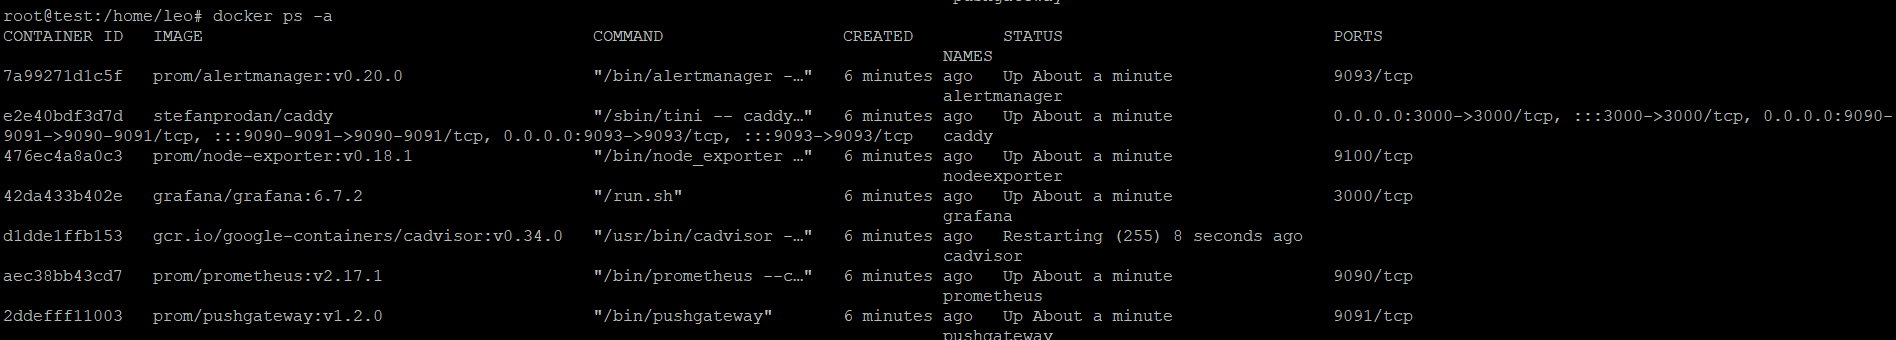 pushgateway
root@test:/home/leo# docker ps -a
CONTAINER ID   IMAGE                                       COMMAND                  CREATED         STATUS                           PORTS
                                                                                              NAMES
7a99271d1c5f   prom/alertmanager:v0.20.0                   "/bin/alertmanager -…"   6 minutes ago   Up About a minute                9093/tcp
                                                                                              alertmanager
e2e40bdf3d7d   stefanprodan/caddy                          "/sbin/tini -- caddy…"   6 minutes ago   Up About a minute                0.0.0.0:3000->3000/tcp, :::3000->3000/tcp, 0.0.0.0:9090-
9091->9090-9091/tcp, :::9090-9091->9090-9091/tcp, 0.0.0.0:9093->9093/tcp, :::9093->9093/tcp   caddy
476ec4a8a0c3   prom/node-exporter:v0.18.1                  "/bin/node_exporter …"   6 minutes ago   Up About a minute                9100/tcp
                                                                                              nodeexporter
42da433b402e   grafana/grafana:6.7.2                       "/run.sh"                6 minutes ago   Up About a minute                3000/tcp
                                                                                              grafana
d1dde1ffb153   gcr.io/google-containers/cadvisor:v0.34.0   "/usr/bin/cadvisor -…"   6 minutes ago   Restarting (255) 8 seconds ago
                                                                                              cadvisor
aec38bb43cd7   prom/prometheus:v2.17.1                     "/bin/prometheus --c…"   6 minutes ago   Up About a minute                9090/tcp
                                                                                              prometheus
2ddefff11003   prom/pushgateway:v1.2.0                     "/bin/pushgateway"       6 minutes ago   Up About a minute                9091/tcp
                                                                                              pushgateway